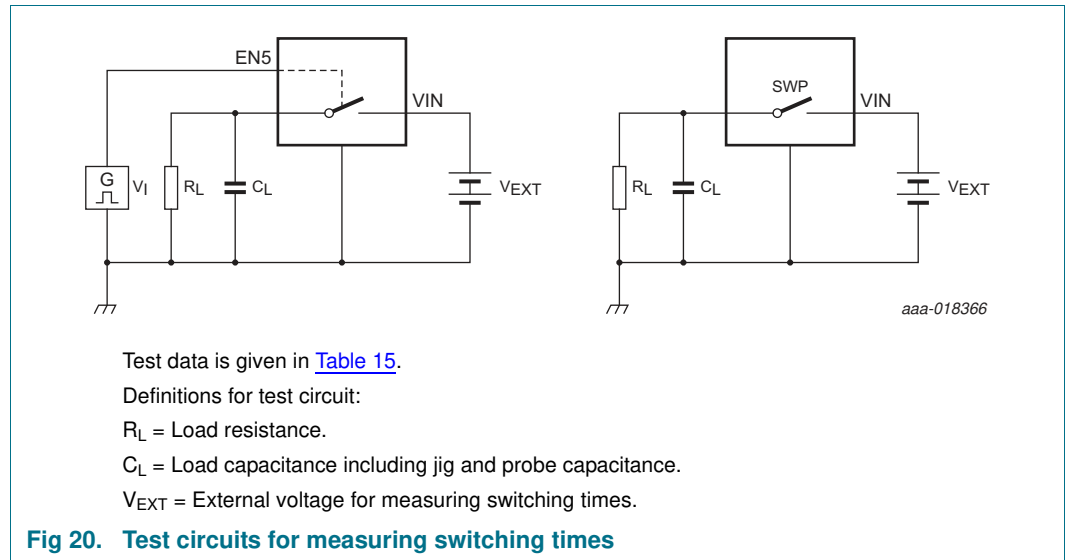 EN5
VIN
G
VI
RL
CL
VEXT
SWP
VIN
RL
CL
VEXT
aaa-018366
Test data is given in Table 15.
Definitions for test circuit:
RL = Load resistance.
CL = Load capacitance including jig and probe capacitance.
VEXT = External voltage for measuring switching times.
Fig 20. Test circuits for measuring switching times